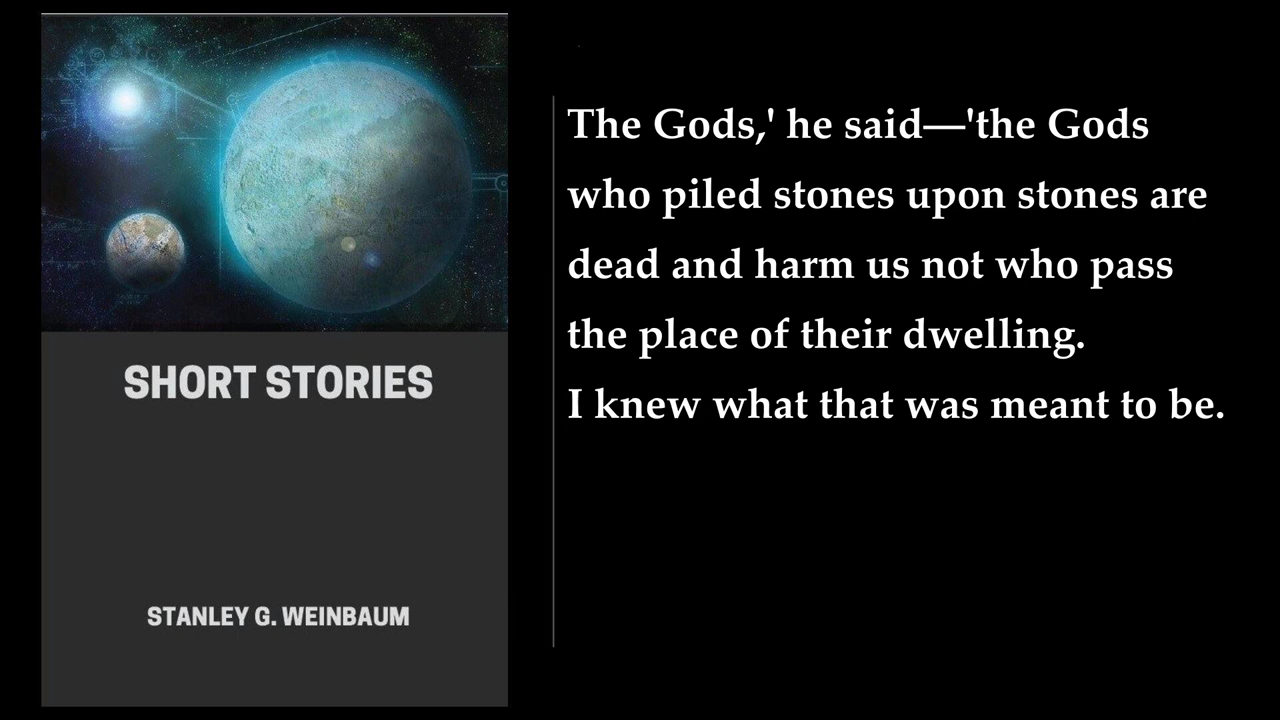 SHORT STORIES
STANLEY G. WEINBAUM
The Gods,' he said—'the Gods
who piled stones upon stones are
dead and harm us not who pass
the place of their dwelling.
I knew what that was meant to be.